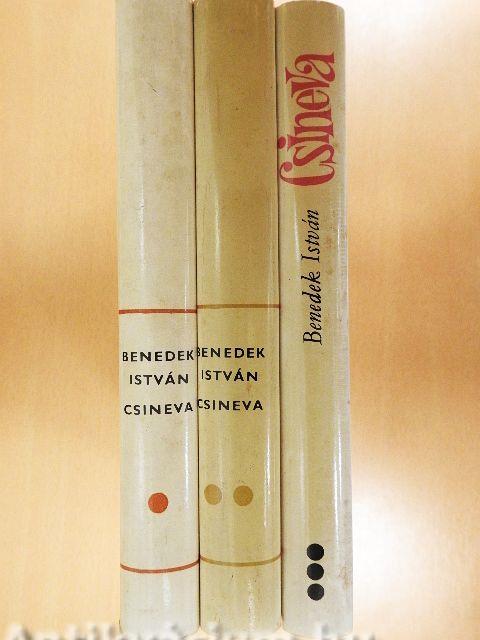 BENEDEK
ISTVÁN
CSINEVA
BENEDEK
ISTVÁN
CSINEVA
Benedek István
Csineva